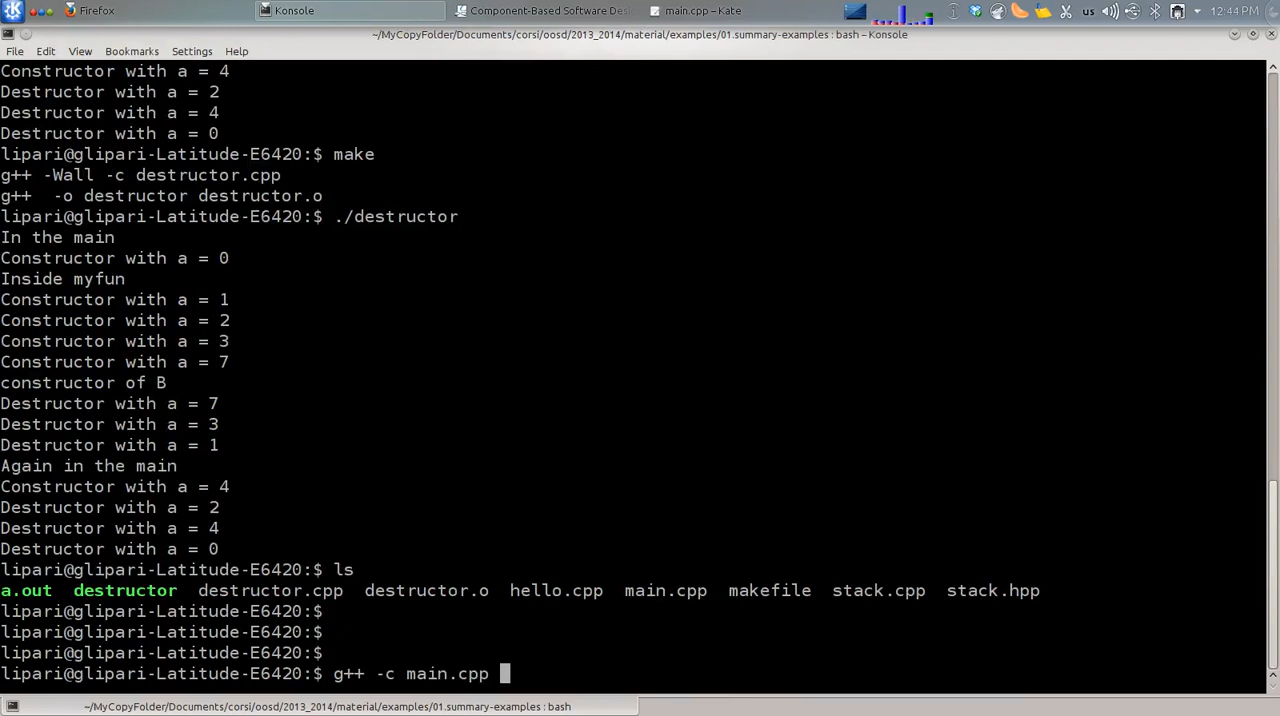 Firefox
Konsole
Component-Based Software Des
main.cpp – Kate
us
12:44 PM
~/MyCopyFolder/Documents/corsi/oosd/2013_2014/material/examples/01.summary-examples : bash – Konsole
File Edit View Bookmarks Settings Help
Constructor with a = 4
Destructor with a = 2
Destructor with a = 4
Destructor with a = 0
lipari@glipari-Latitude-E6420:$ make
g++ -Wall -c destructor.cpp
g++  -o destructor destructor.o
lipari@glipari-Latitude-E6420:$ ./destructor
In the main
Constructor with a = 0
Inside myfun
Constructor with a = 1
Constructor with a = 2
Constructor with a = 3
Constructor with a = 7
constructor of B
Destructor with a = 7
Destructor with a = 3
Destructor with a = 1
Again in the main
Constructor with a = 4
Destructor with a = 2
Destructor with a = 4
Destructor with a = 0
lipari@glipari-Latitude-E6420:$ ls
a.out  destructor  destructor.cpp  destructor.o  hello.cpp  main.cpp  makefile  stack.cpp  stack.hpp
lipari@glipari-Latitude-E6420:$
lipari@glipari-Latitude-E6420:$
lipari@glipari-Latitude-E6420:$
lipari@glipari-Latitude-E6420:$ g++ -c main.cpp
~/MyCopyFolder/Documents/corsi/oosd/2013_2014/material/examples/01.summary-examples : bash